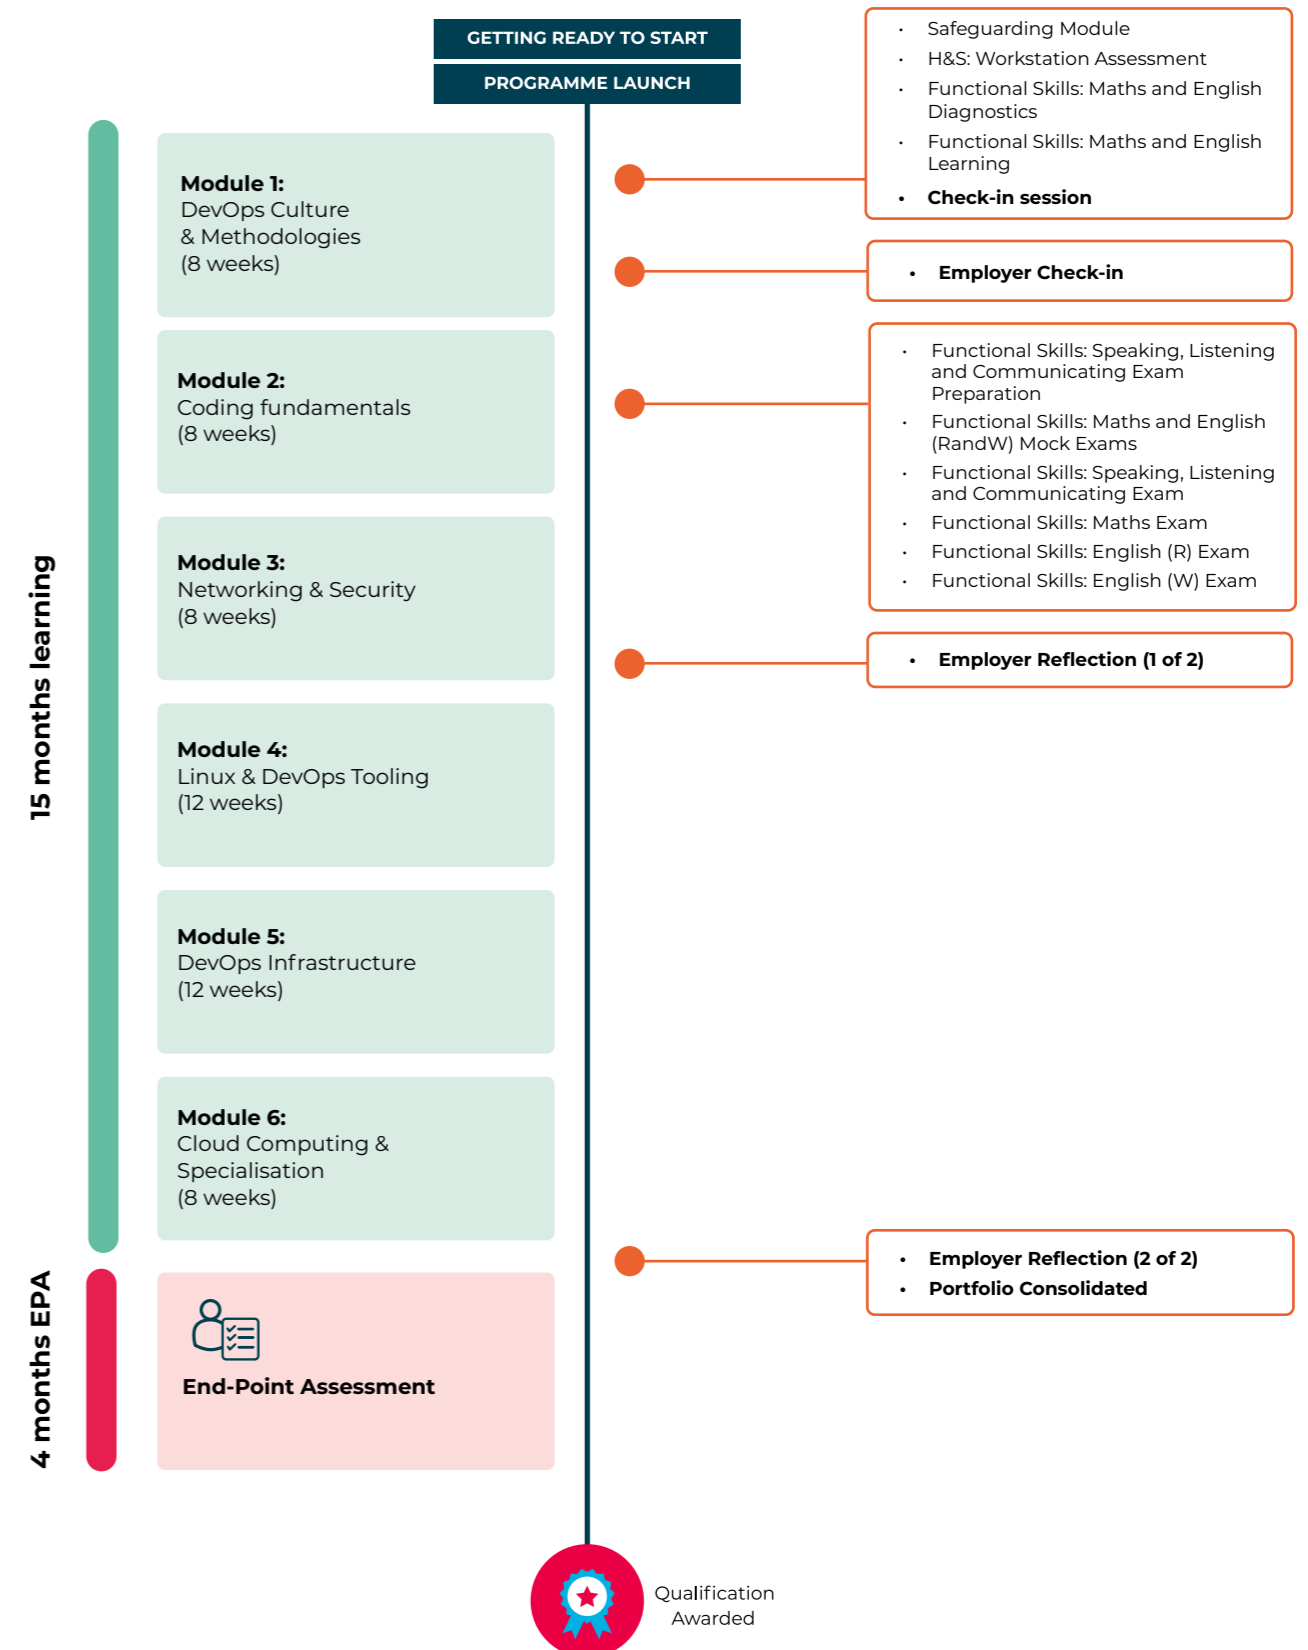 GETTING READY TO START
PROGRAMME LAUNCH
15 months learning
Module 1:
DevOps Culture
& Methodologies
(8 weeks)
• Safeguarding Module
• H&S: Workstation Assessment
• Functional Skills: Maths and English
Diagnostics
• Functional Skills: Maths and English
Learning
• Check-in session
• Employer Check-in
Module 2:
Coding fundamentals
(8 weeks)
• Functional Skills: Speaking, Listening
and Communicating Exam
Preparation
• Functional Skills: Maths and English
(RandW) Mock Exams
• Functional Skills: Speaking, Listening
and Communicating Exam
• Functional Skills: Maths Exam
• Functional Skills: English (R) Exam
• Functional Skills: English (W) Exam
Module 3:
Networking & Security
(8 weeks)
• Employer Reflection (1 of 2)
Module 4:
Linux & DevOps Tooling
(12 weeks)
Module 5:
DevOps Infrastructure
(12 weeks)
Module 6:
Cloud Computing &
Specialisation
(8 weeks)
• Employer Reflection (2 of 2)
• Portfolio Consolidated
4 months EPA
End-Point Assessment
Qualification
Awarded